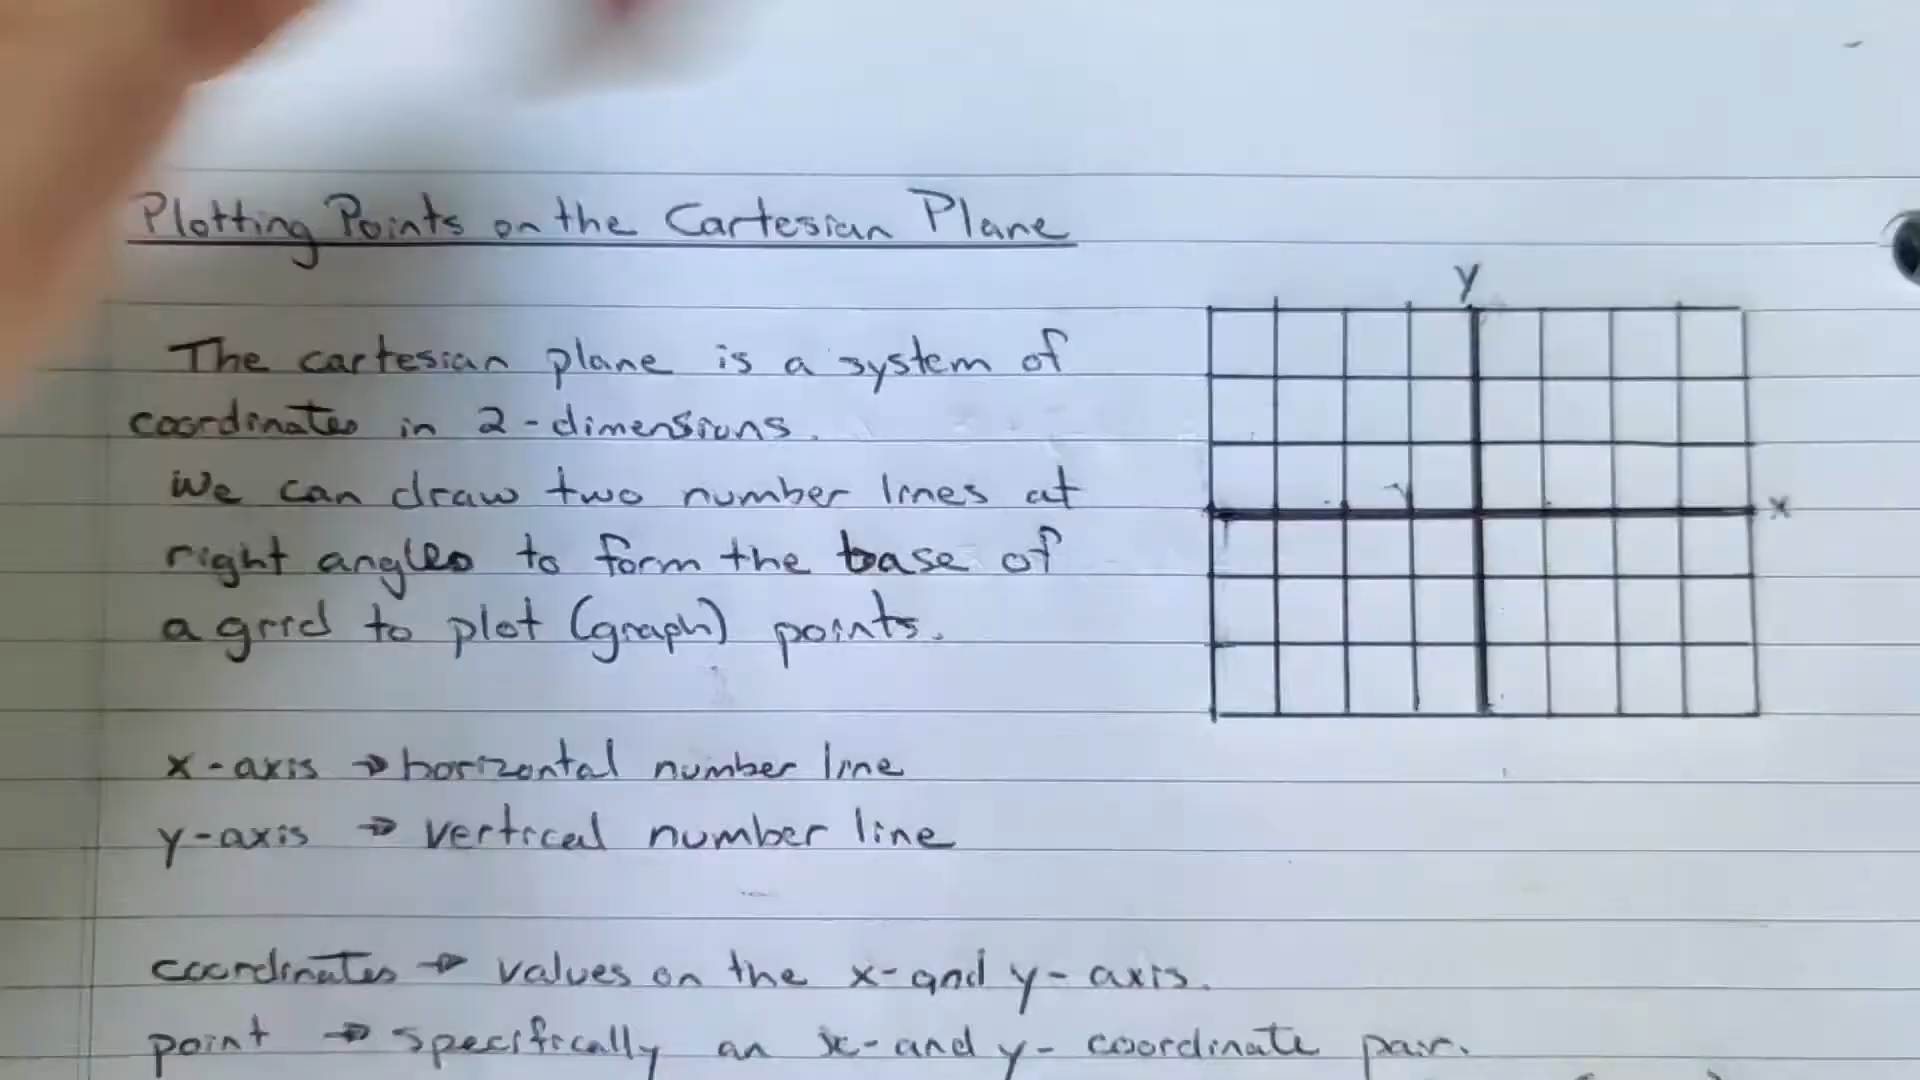 Plotting Points on the Cartesian Plane
y
The cartesian plane is a system of
coordinates in 2-dimensions.
We can draw two number lines at
x
right angles to form the base of
a grid to plot (graph) points.
x-axis → horizontal number line
y-axis → vertical number line
coordinates → values on the x- and y-axis.
point → specifically an x- and y- coordinate pair.